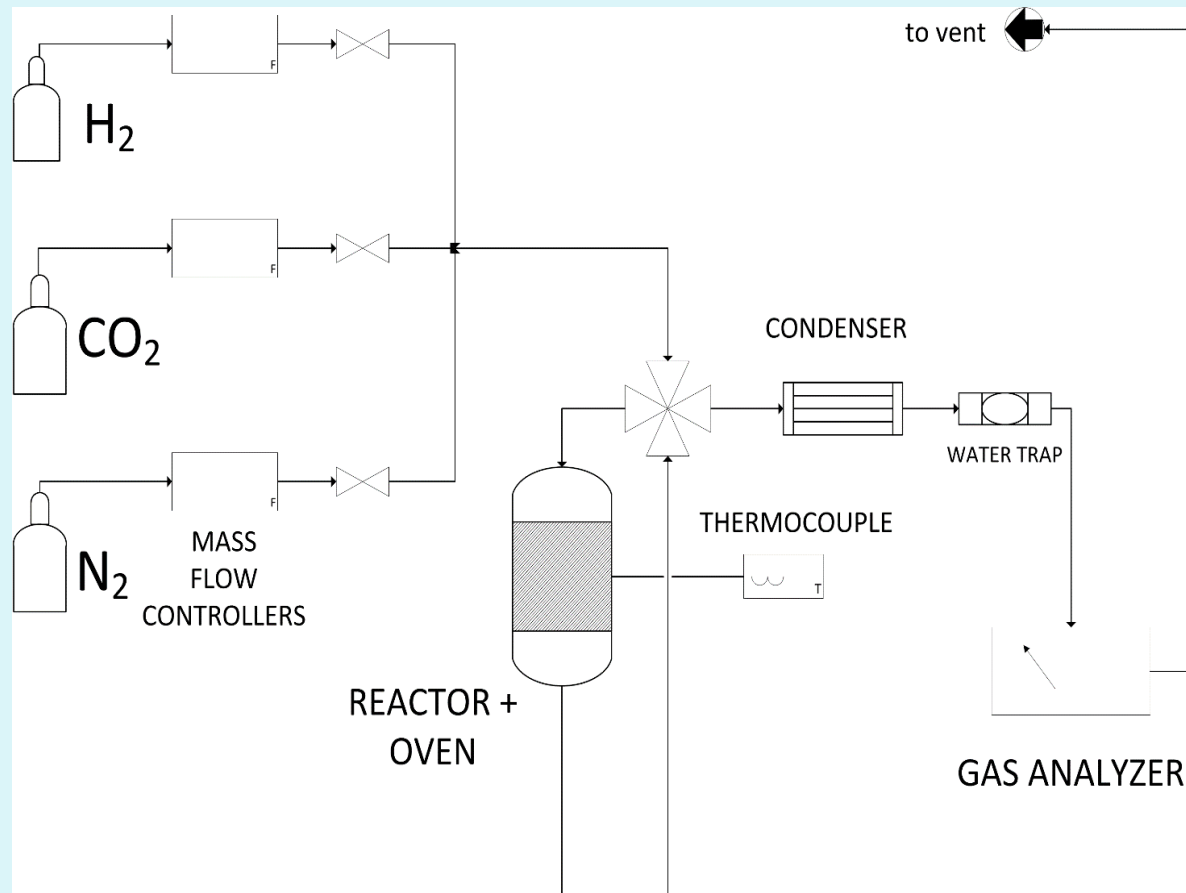 to vent
F
H₂
F
CO₂
CONDENSER
F
WATER TRAP
N₂
MASS
FLOW
CONTROLLERS
THERMOCOUPLE
T
REACTOR +
OVEN
GAS ANALYZER